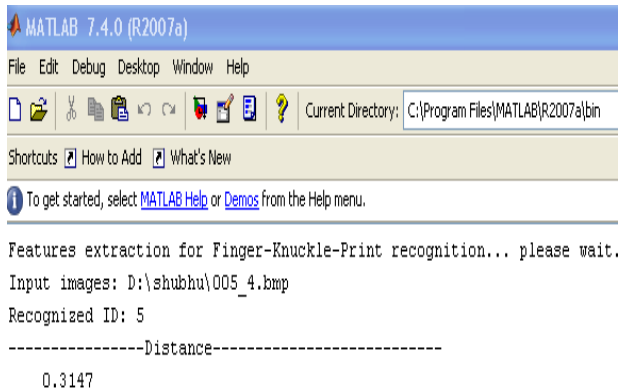 MATLAB 7.4.0 (R2007a)
File Edit Debug Desktop Window Help
Current Directory: C:\Program Files\MATLAB\R2007a\bin
Shortcuts How to Add What's New
To get started, select MATLAB Help or Demos from the Help menu.
Features extraction for Finger-Knuckle-Print recognition... please wait.
Input images: D:\shubhu\005_4.bmp
Recognized ID: 5
----------------Distance---------------------------
0.3147